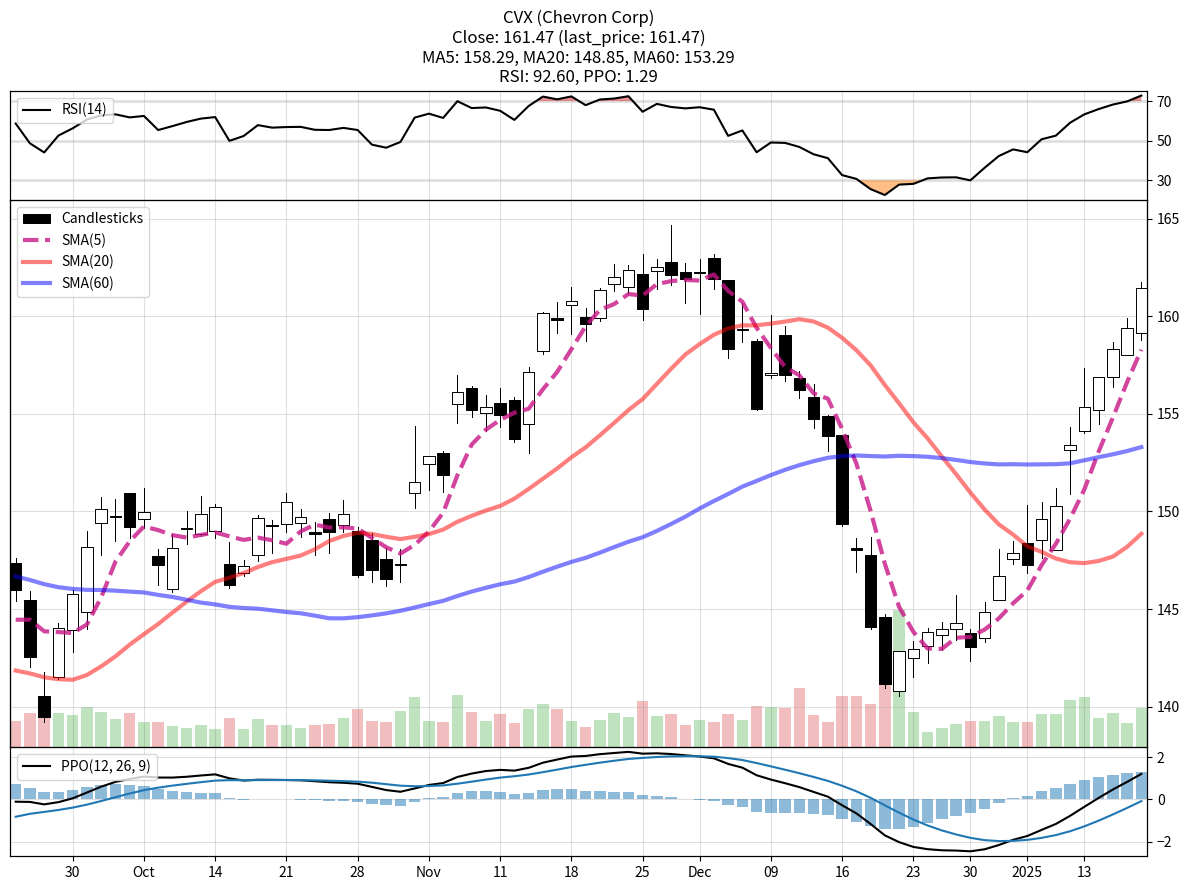 CVX (Chevron Corp)
Close: 161.47 (last_price: 161.47)
MA5: 158.29, MA20: 148.85, MA60: 153.29
RSI: 92.60, PPO: 1.29
RSI(14)
70
50
30
Candlesticks
SMA(5)
SMA(20)
SMA(60)
165
160
155
150
145
140
PPO(12, 26, 9)
2
0
−2
30 Oct 14 21 28 Nov 11 18 25 Dec 09 16 23 30 2025 13